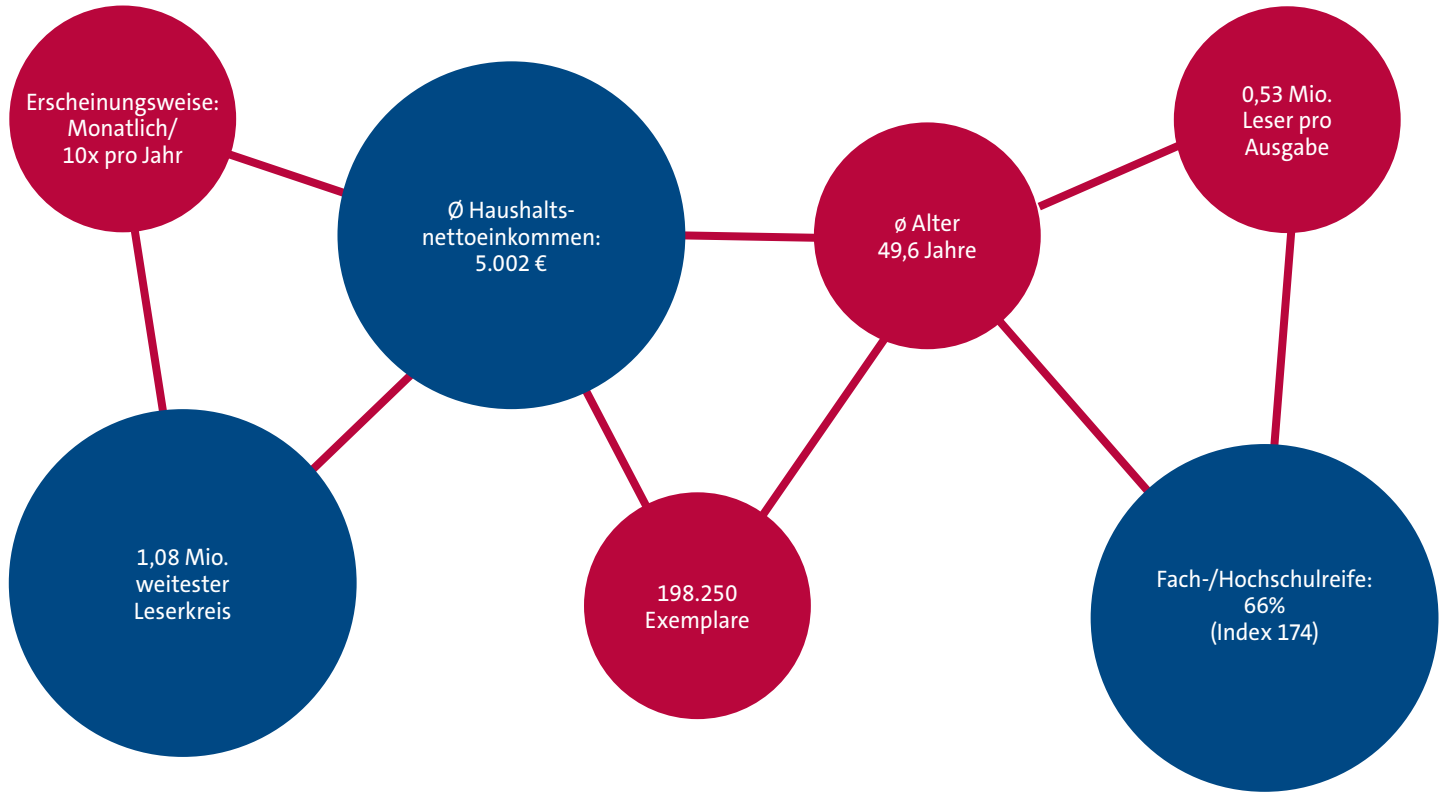 Erscheinungsweise:
Monatlich/
10x pro Jahr
Ø Haushalts-
nettoeinkommen:
5.002 €
ø Alter
49,6 Jahre
0,53 Mio.
Leser pro
Ausgabe
1,08 Mio.
weitester
Leserkreis
198.250
Exemplare
Fach-/Hochschulreife:
66%
(Index 174)